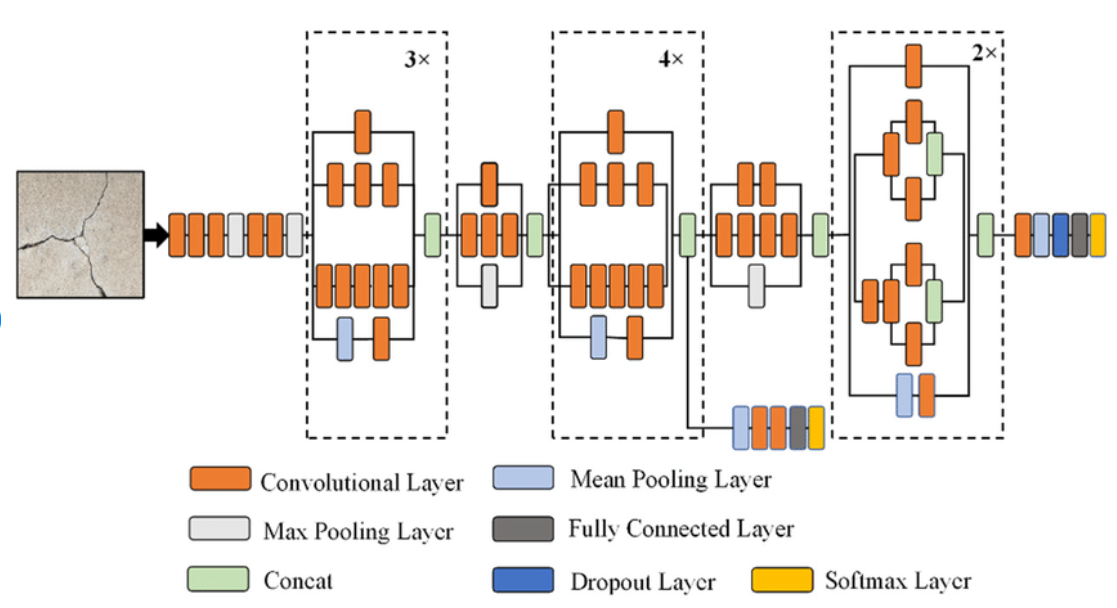 3×
4×
2×
Convolutional Layer
Mean Pooling Layer
Max Pooling Layer
Fully Connected Layer
Concat
Dropout Layer
Softmax Layer